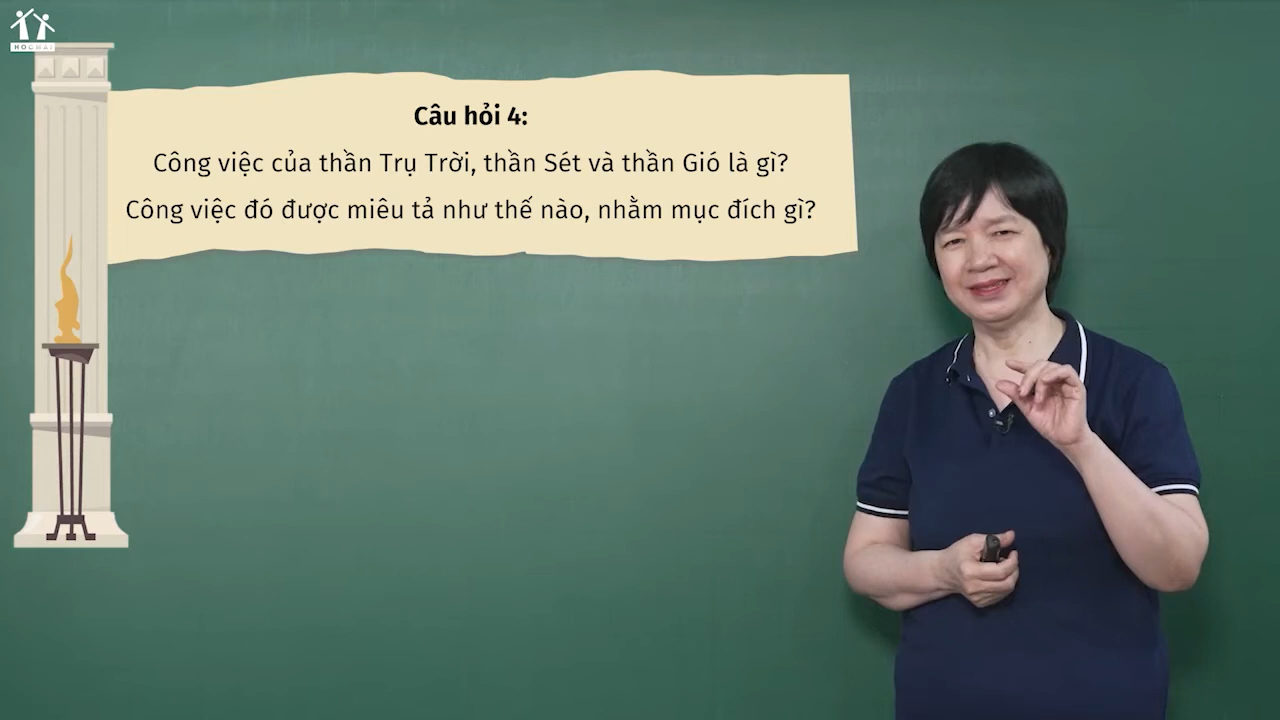 HOCMAI
Câu hỏi 4:
Công việc của thần Trụ Trời, thần Sét và thần Gió là gì?
Công việc đó được miêu tả như thế nào, nhằm mục đích gì?